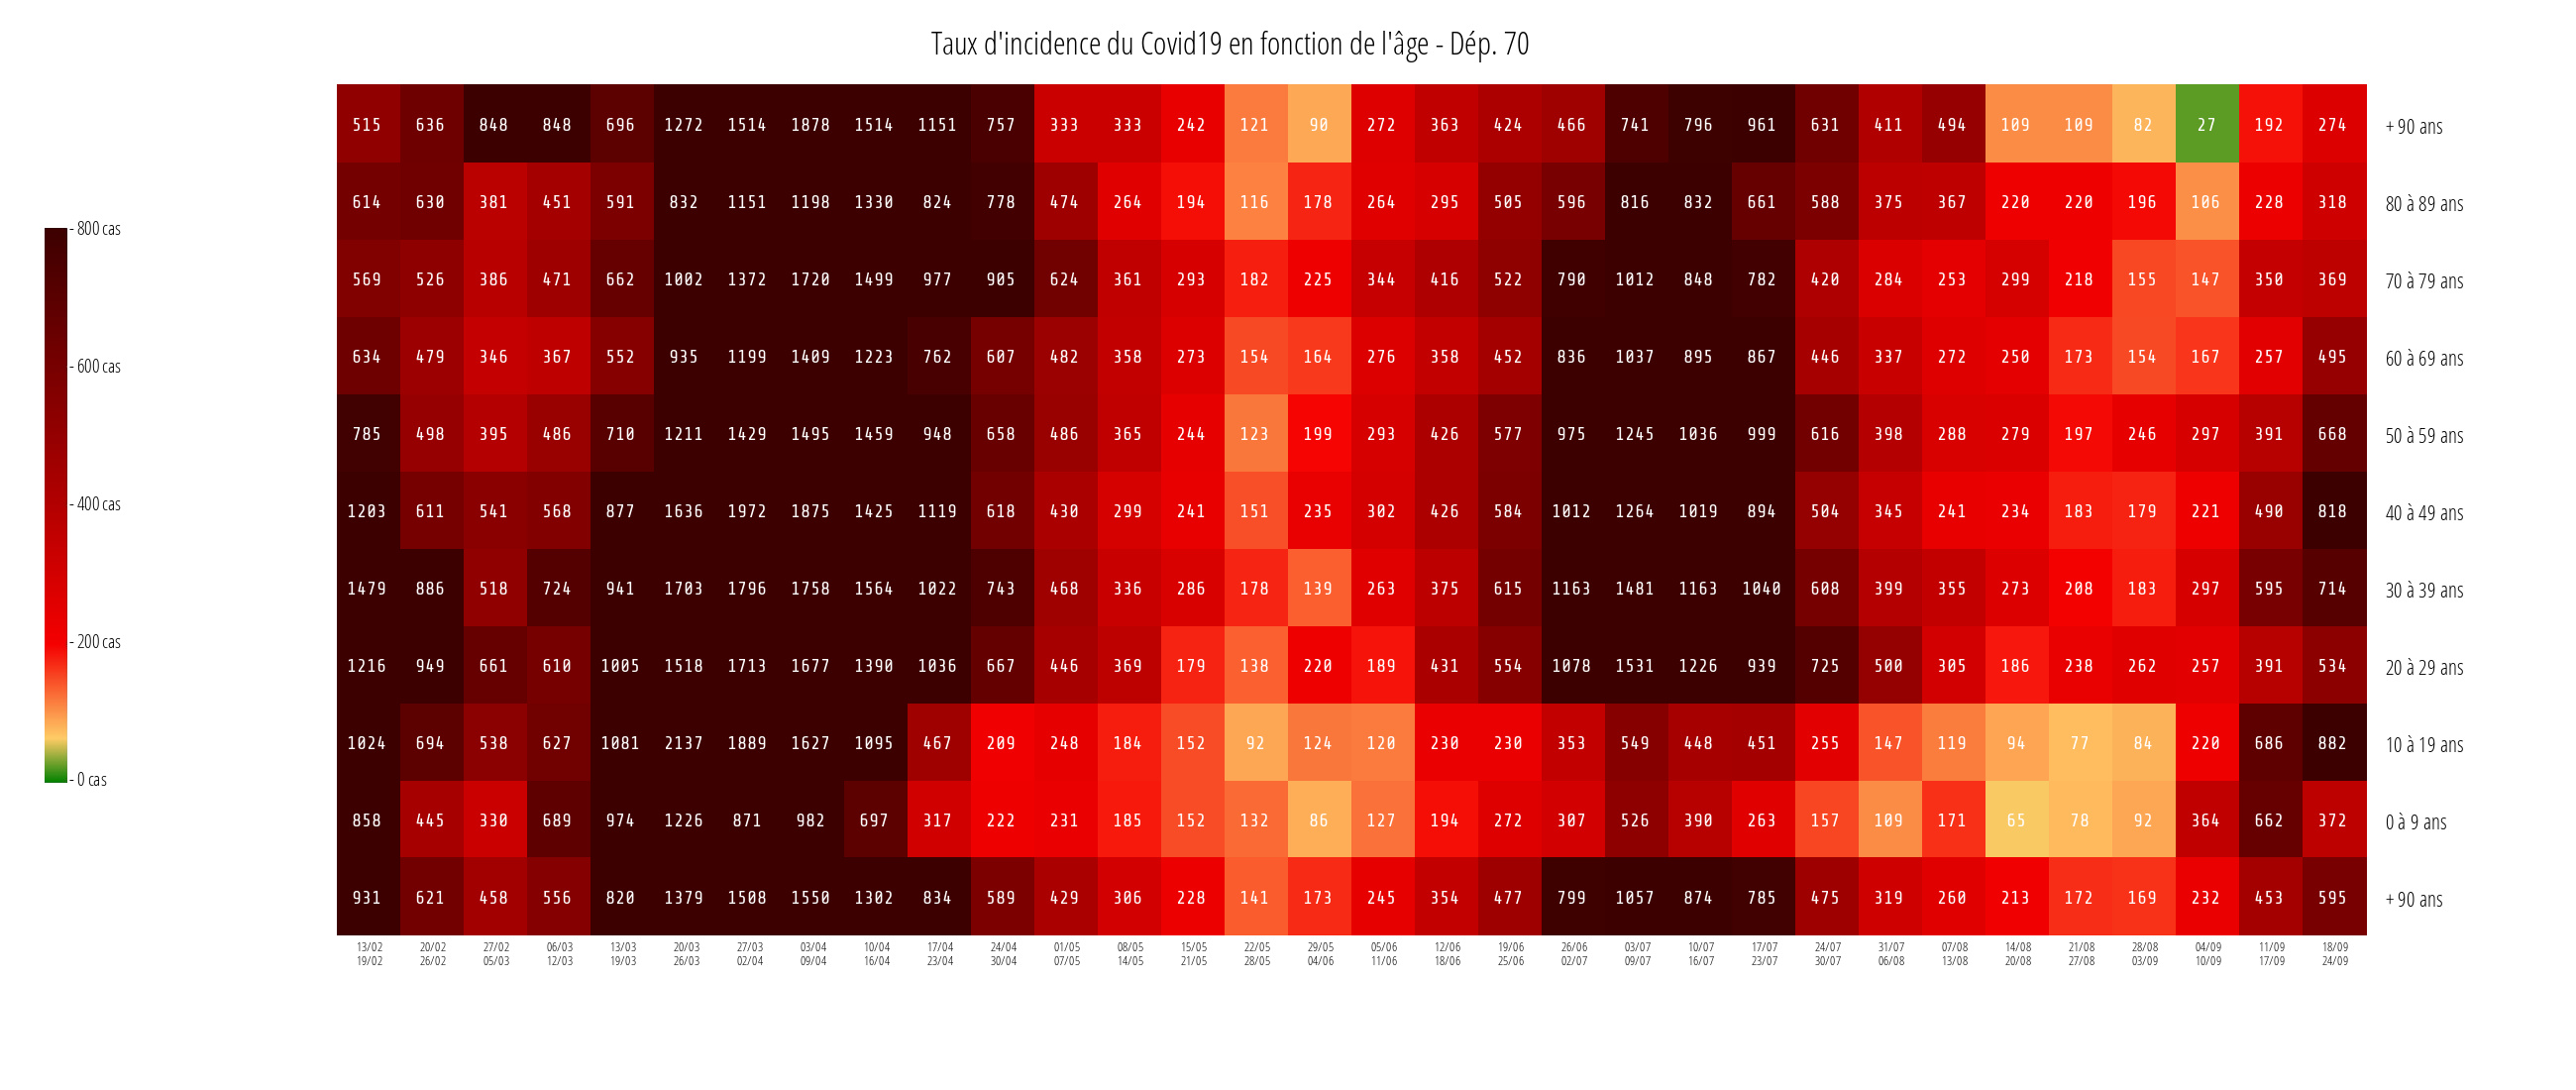 Taux d'incidence du Covid19 en fonction de l'âge - Dép. 70
515 636 848 848 696 1272 1514 1878 1514 1151 757 333 333 242 121 90 272 363 424 466 741 796 961 631 411 494 109 109 82 27 192 274 + 90 ans
614 630 381 451 591 832 1151 1198 1330 824 778 474 264 194 116 178 264 295 505 596 816 832 661 588 375 367 220 220 196 106 228 318 80 à 89 ans
569 526 386 471 662 1002 1372 1720 1499 977 905 624 361 293 182 225 344 416 522 790 1012 848 782 420 284 253 299 218 155 147 350 369 70 à 79 ans
634 479 346 367 552 935 1199 1409 1223 762 607 482 358 273 154 164 276 358 452 836 1037 895 867 446 337 272 250 173 154 167 257 495 60 à 69 ans
785 498 395 486 710 1211 1429 1495 1459 948 658 486 365 244 123 199 293 426 577 975 1245 1036 999 616 398 288 279 197 246 297 391 668 50 à 59 ans
1203 611 541 568 877 1636 1972 1875 1425 1119 618 430 299 241 151 235 302 426 584 1012 1264 1019 894 504 345 241 234 183 179 221 490 818 40 à 49 ans
1479 886 518 724 941 1703 1796 1758 1564 1022 743 468 336 286 178 139 263 375 615 1163 1481 1163 1040 608 399 355 273 208 183 297 595 714 30 à 39 ans
1216 949 661 610 1005 1518 1713 1677 1390 1036 667 446 369 179 138 220 189 431 554 1078 1531 1226 939 725 500 305 186 238 262 257 391 534 20 à 29 ans
1024 694 538 627 1081 2137 1889 1627 1095 467 209 248 184 152 92 124 120 230 230 353 549 448 451 255 147 119 94 77 84 220 686 882 10 à 19 ans
858 445 330 689 974 1226 871 982 697 317 222 231 185 152 132 86 127 194 272 307 526 390 263 157 109 171 65 78 92 364 662 372 0 à 9 ans
931 621 458 556 820 1379 1508 1550 1302 834 589 429 306 228 141 173 245 354 477 799 1057 874 785 475 319 260 213 172 169 232 453 595 + 90 ans
13/02 20/02 27/02 06/03 13/03 20/03 27/03 03/04 10/04 17/04 24/04 01/05 08/05 15/05 22/05 29/05 05/06 12/06 19/06 26/06 03/07 10/07 17/07 24/07 31/07 07/08 14/08 21/08 28/08 04/09 11/09 18/09
19/02 26/02 05/03 12/03 19/03 26/03 02/04 09/04 16/04 23/04 30/04 07/05 14/05 21/05 28/05 04/06 11/06 18/06 25/06 02/07 09/07 16/07 23/07 30/07 06/08 13/08 20/08 27/08 03/09 10/09 17/09 24/09
- 800 cas
- 600 cas
- 400 cas
- 200 cas
- 0 cas